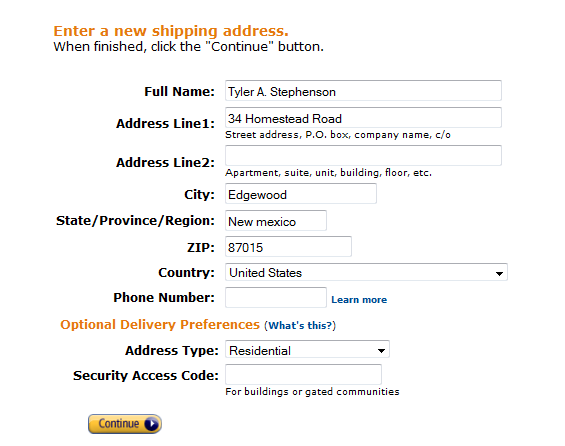 Enter a new shipping address.
When finished, click the "Continue" button.
Full Name: Tyler A. Stephenson
Address Line1: 34 Homestead Road
Street address, P.O. box, company name, c/o
Address Line2:
Apartment, suite, unit, building, floor, etc.
City: Edgewood
State/Province/Region: New mexico
ZIP: 87015
Country: United States
Phone Number: Learn more
Optional Delivery Preferences (What's this?)
Address Type: Residential
Security Access Code:
For buildings or gated communities
Continue